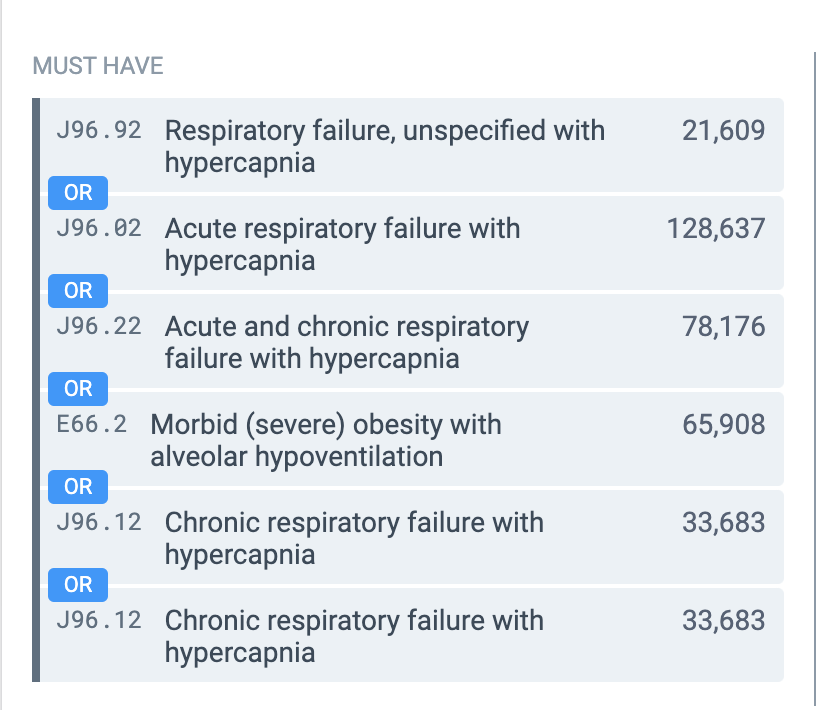 MUST HAVE
J96.92 Respiratory failure, unspecified with 21,609
hypercapnia
OR
J96.02 Acute respiratory failure with 128,637
hypercapnia
OR
J96.22 Acute and chronic respiratory 78,176
failure with hypercapnia
OR
E66.2 Morbid (severe) obesity with 65,908
alveolar hypoventilation
OR
J96.12 Chronic respiratory failure with 33,683
hypercapnia
OR
J96.12 Chronic respiratory failure with 33,683
hypercapnia